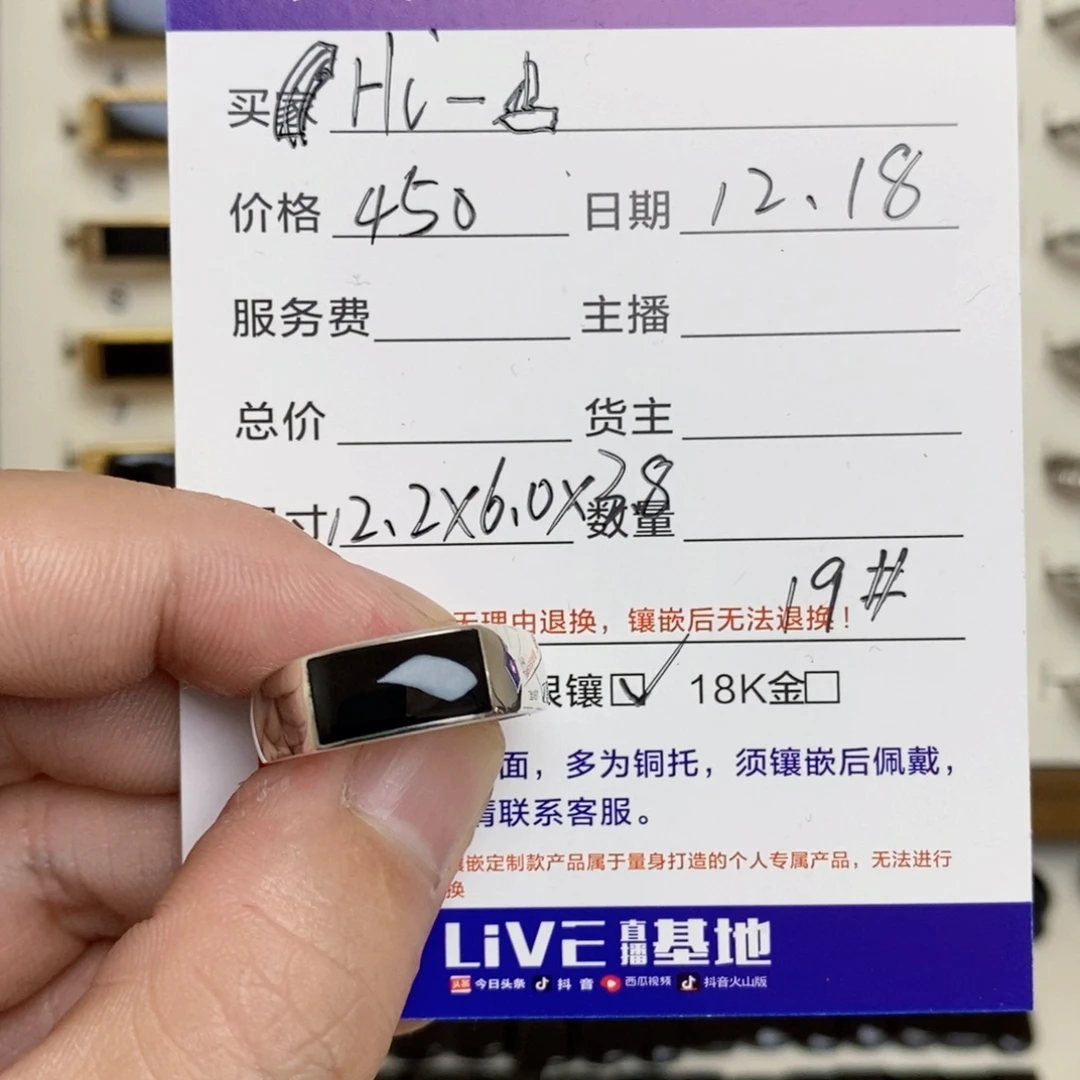 买家 Hi-
价格 450 日期 12.18
服务费 主播
总价 货主
寸 12.2X6.0X3.8 数量
19#
无理由退换，镶嵌后无法退换！
银镶☑ 18K金□
面，多为铜托，须镶嵌后佩戴，
请联系客服。
镶嵌定制款产品属于量身打造的个人专属产品，无法进行
换
LiVE 直播 基地
头条 今日头条 抖音 西瓜视频 抖音火山版